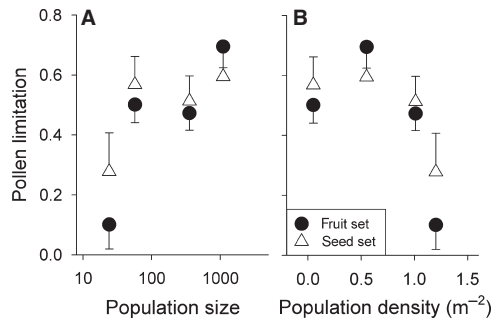 A
B
0.8
0.6
0.4
0.2
0.0
Pollen limitation
10 100 1000
Population size
Fruit set
Seed set
0.0 0.5 1.0 1.5
Population density (m⁻²)